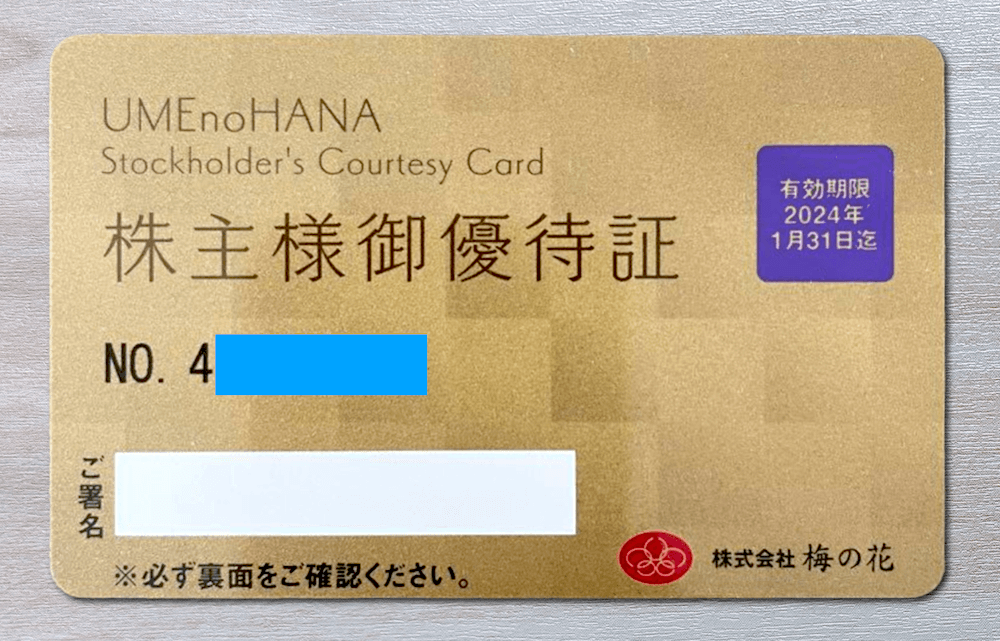 UMEnoHANA
Stockholder's Courtesy Card
株主様御優待証
有効期限
2024年
1月31日迄
NO. 4
ご署名
※必ず裏面をご確認ください。
株式会社 梅の花